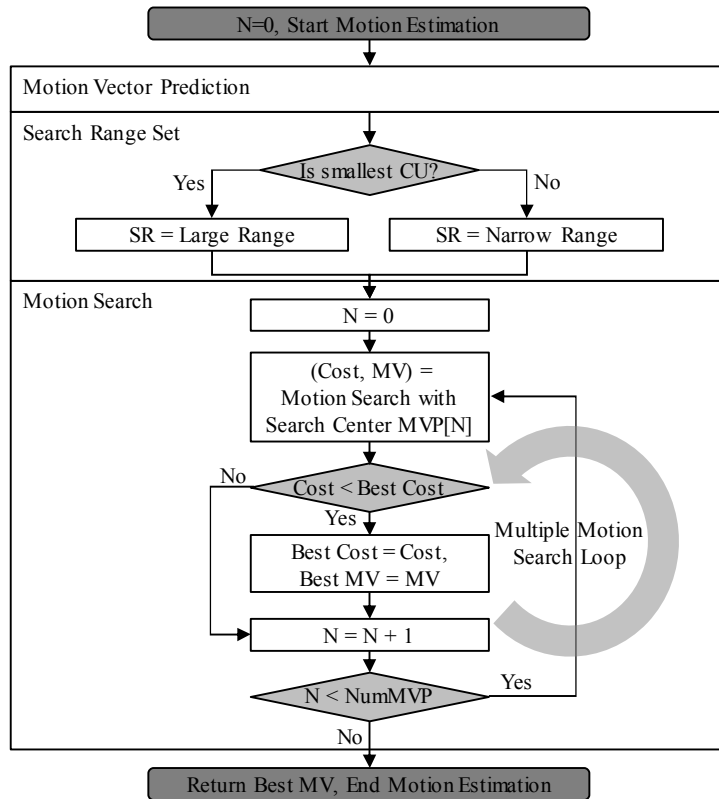 N=0, Start Motion Estimation
Motion Vector Prediction
Search Range Set
Is smallest CU?
Yes
No
SR = Large Range
SR = Narrow Range
Motion Search
N = 0
(Cost, MV) =
Motion Search with
Search Center MVP[N]
No
Cost < Best Cost
Yes
Multiple Motion
Search Loop
Best Cost = Cost,
Best MV = MV
N = N + 1
N < NumMVP
Yes
No
Return Best MV, End Motion Estimation